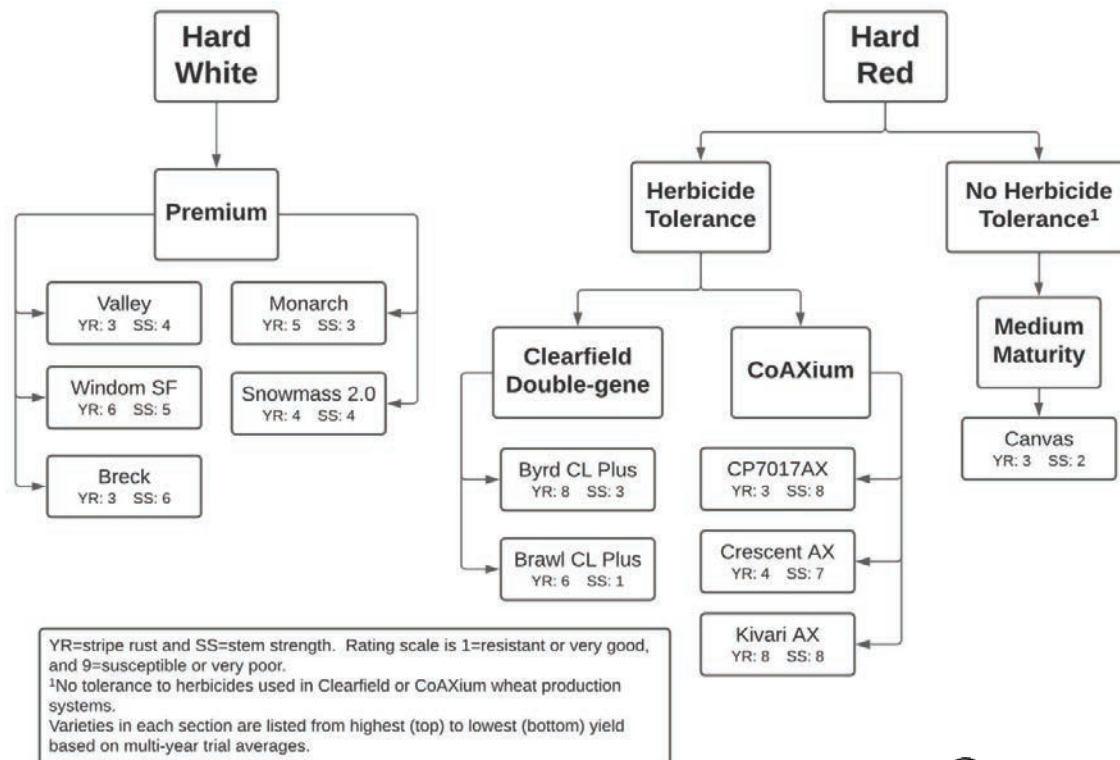 Hard
White
Premium
Valley
YR: 3 SS: 4
Windom SF
YR: 6 SS: 5
Breck
YR: 3 SS: 6
Monarch
YR: 5 SS: 3
Snowmass 2.0
YR: 4 SS: 4
Hard
Red
Herbicide
Tolerance
No Herbicide
Tolerance¹
Clearfield
Double-gene
CoAXium
Medium
Maturity
Byrd CL Plus
YR: 8 SS: 3
Brawl CL Plus
YR: 6 SS: 1
CP7017AX
YR: 3 SS: 8
Crescent AX
YR: 4 SS: 7
Kivari AX
YR: 8 SS: 8
Canvas
YR: 3 SS: 2
YR=stripe rust and SS=stem strength. Rating scale is 1=resistant or very good,
and 9=susceptible or very poor.
¹No tolerance to herbicides used in Clearfield or CoAXium wheat production
systems.
Varieties in each section are listed from highest (top) to lowest (bottom) yield
based on multi-year trial averages.